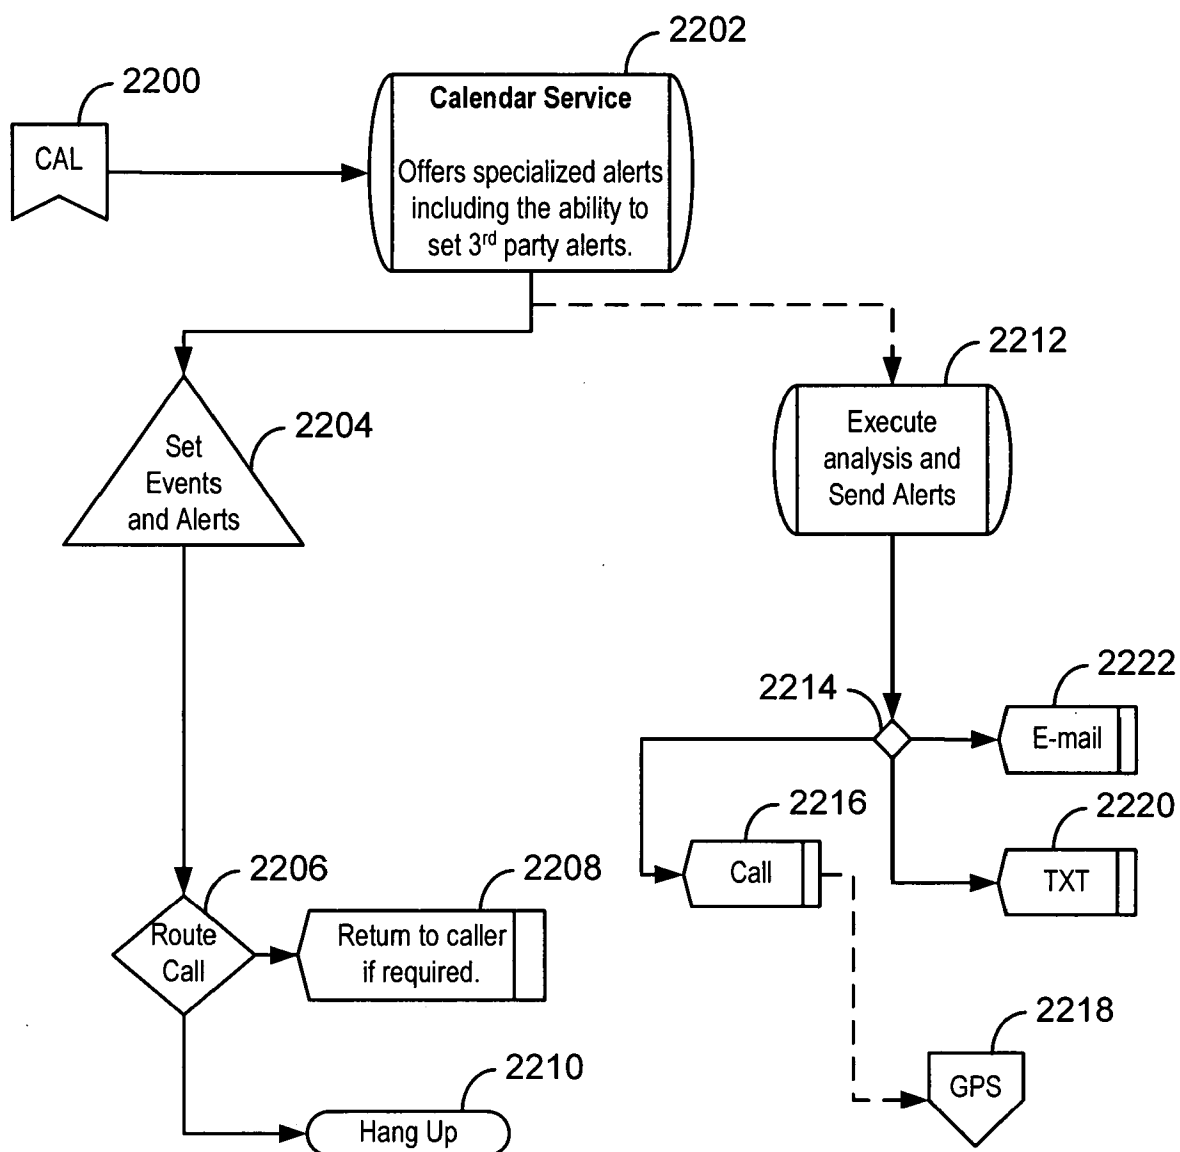 2202
2200
CAL
Calendar Service
Offers specialized alerts
including the ability to
set 3rd party alerts.
2212
2204
Set
Events
and Alerts
Execute
analysis and
Send Alerts
2222
2214
E-mail
2216
2220
Call
TXT
2206
2208
Route
Call
Return to caller
if required.
2218
GPS
2210
Hang Up